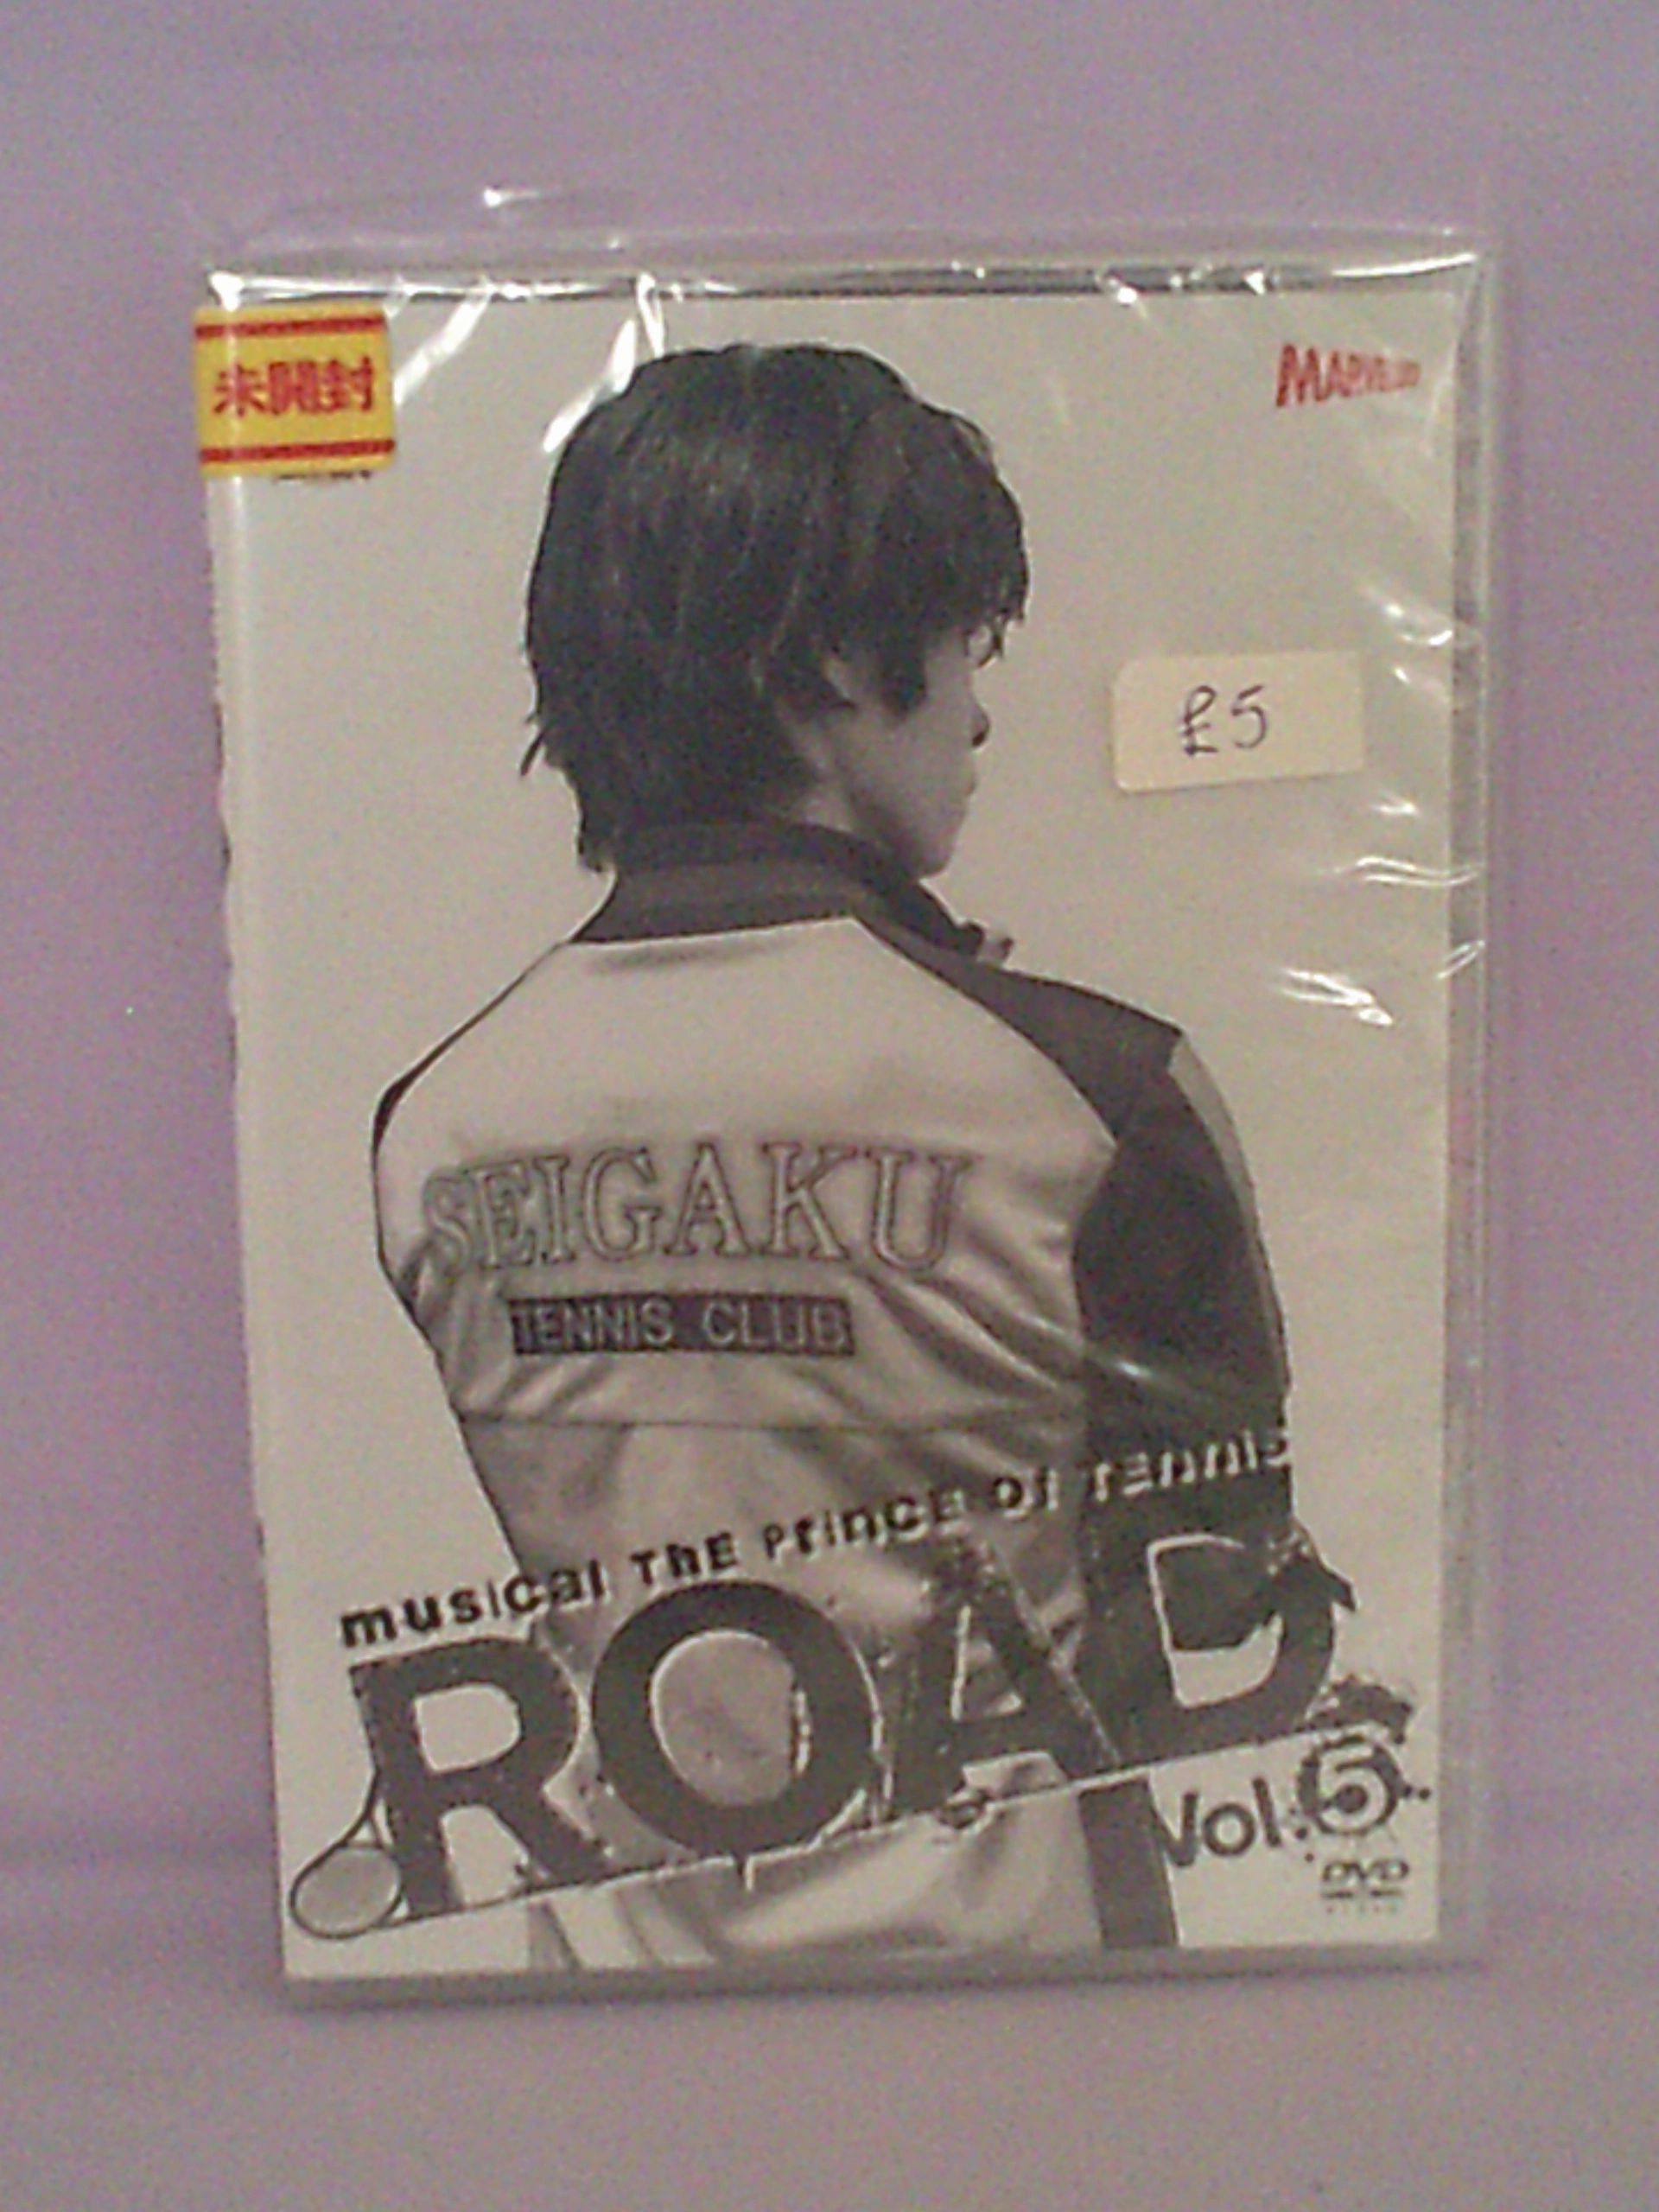 未開封
MARVELOUS
£5
SEIGAKU
TENNIS CLUB
musical THE Prince OF TENNIS
ROAD
Vol.5
DVD